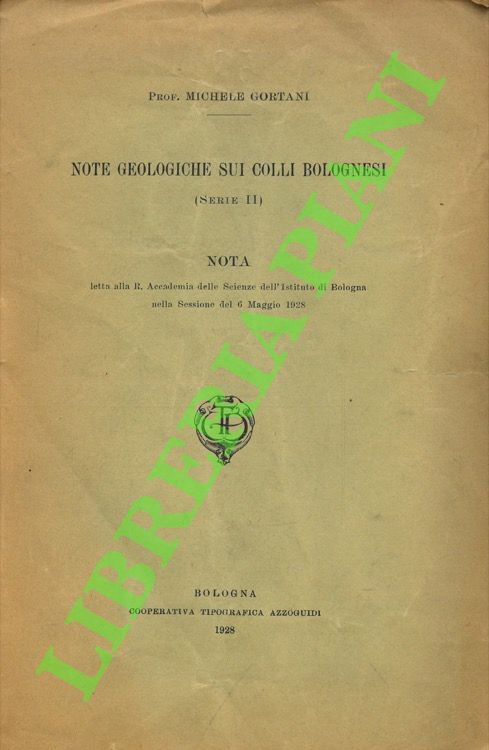 Prof. MICHELE GORTANI
NOTE GEOLOGICHE SUI COLLI BOLOGNESI
(Serie II)
NOTA
letta alla R. Accademia delle Scienze dell'Istituto di Bologna
nella Sessione del 6 Maggio 1928
LIBRERIA PIANI
BOLOGNA
COOPERATIVA TIPOGRAFICA AZZOGUIDI
1928